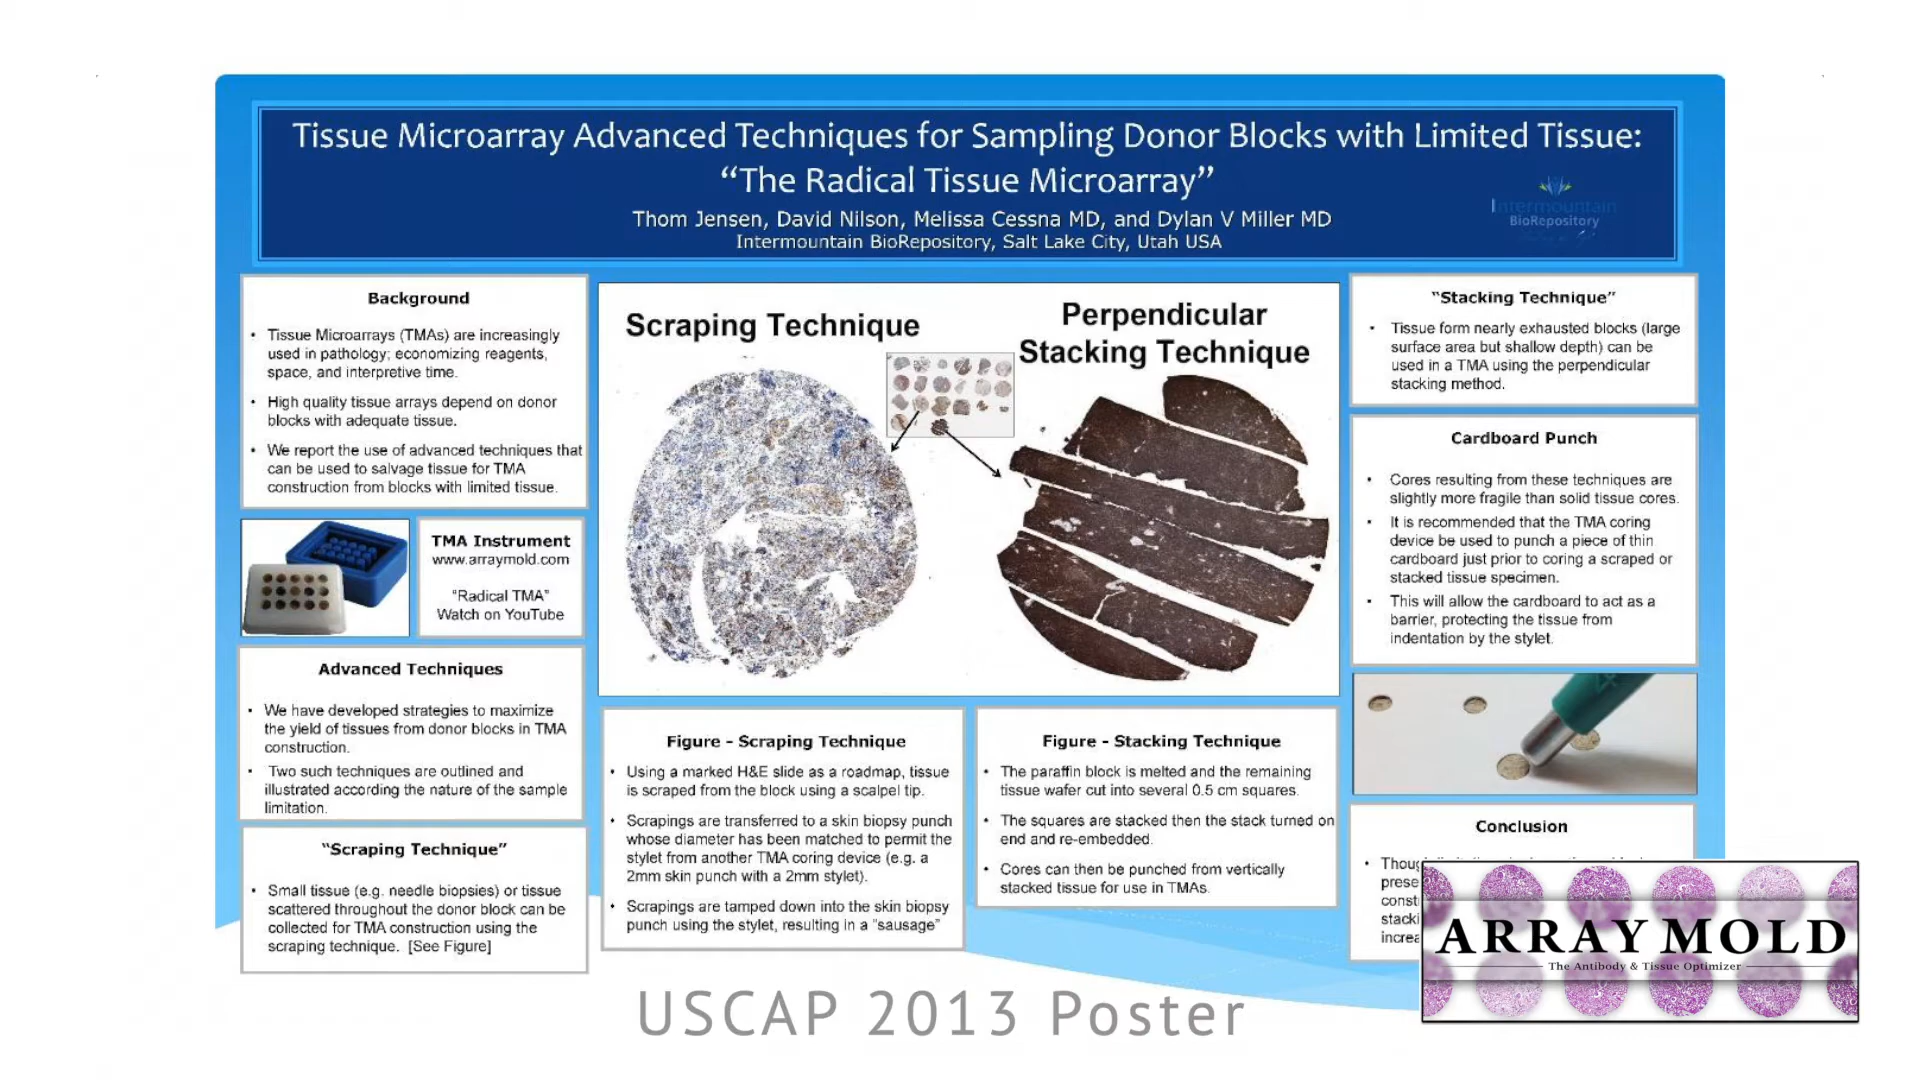 Tissue Microarray Advanced Techniques for Sampling Donor Blocks with Limited Tissue:
“The Radical Tissue Microarray”
Thom Jensen, David Nilson, Melissa Cessna MD, and Dylan V Miller MD
Intermountain BioRepository, Salt Lake City, Utah USA
Intermountain
BioRepository
Background
• Tissue Microarrays (TMAs) are increasingly
used in pathology; economizing reagents,
space, and interpretive time.
• High quality tissue arrays depend on donor
blocks with adequate tissue.
• We report the use of advanced techniques that
can be used to salvage tissue for TMA
construction from blocks with limited tissue.
TMA Instrument
www.arraymold.com
“Radical TMA”
Watch on YouTube
Advanced Techniques
• We have developed strategies to maximize
the yield of tissues from donor blocks in TMA
construction.
• Two such techniques are outlined and
illustrated according the nature of the sample
limitation.
“Scraping Technique”
• Small tissue (e.g. needle biopsies) or tissue
scattered throughout the donor block can be
collected for TMA construction using the
scraping technique. [See Figure]
Scraping Technique
Perpendicular
Stacking Technique
Figure - Scraping Technique
• Using a marked H&E slide as a roadmap, tissue
is scraped from the block using a scalpel tip.
• Scrapings are transferred to a skin biopsy punch
whose diameter has been matched to permit the
stylet from another TMA coring device (e.g. a
2mm skin punch with a 2mm stylet).
• Scrapings are tamped down into the skin biopsy
punch using the stylet, resulting in a “sausage”
Figure - Stacking Technique
• The paraffin block is melted and the remaining
tissue wafer cut into several 0.5 cm squares.
• The squares are stacked then the stack turned on
end and re-embedded.
• Cores can then be punched from vertically
stacked tissue for use in TMAs.
“Stacking Technique”
• Tissue form nearly exhausted blocks (large
surface area but shallow depth) can be
used in a TMA using the perpendicular
stacking method.
Cardboard Punch
• Cores resulting from these techniques are
slightly more fragile than solid tissue cores.
• It is recommended that the TMA coring
device be used to punch a piece of thin
cardboard just prior to coring a scraped or
stacked tissue specimen.
• This will allow the cardboard to act as a
barrier, protecting the tissue from
indentation by the stylet.
Conclusion
ARRAY MOLD
The Antibody & Tissue Optimizer
USCAP 2013 Poster